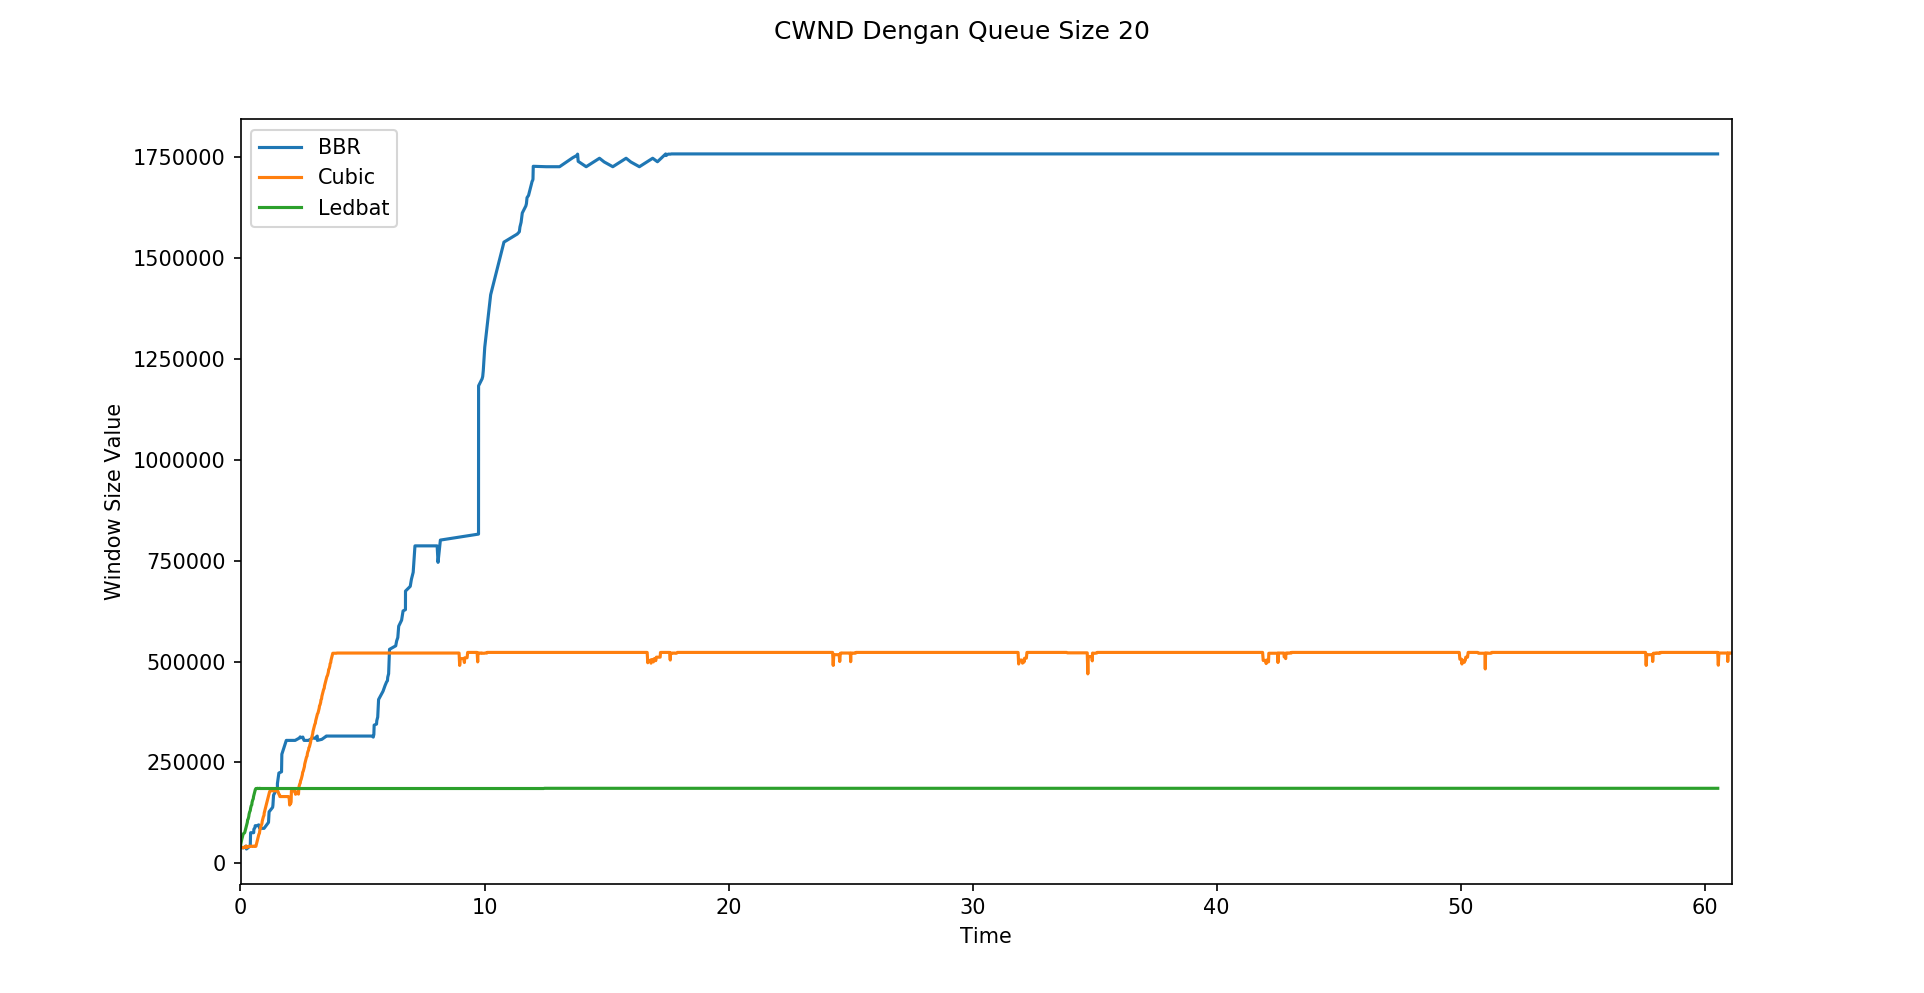 CWND Dengan Queue Size 20
BBR
Cubic
Ledbat
Window Size Value
1750000
1500000
1250000
1000000
750000
500000
250000
0
0 10 20 30 40 50 60
Time